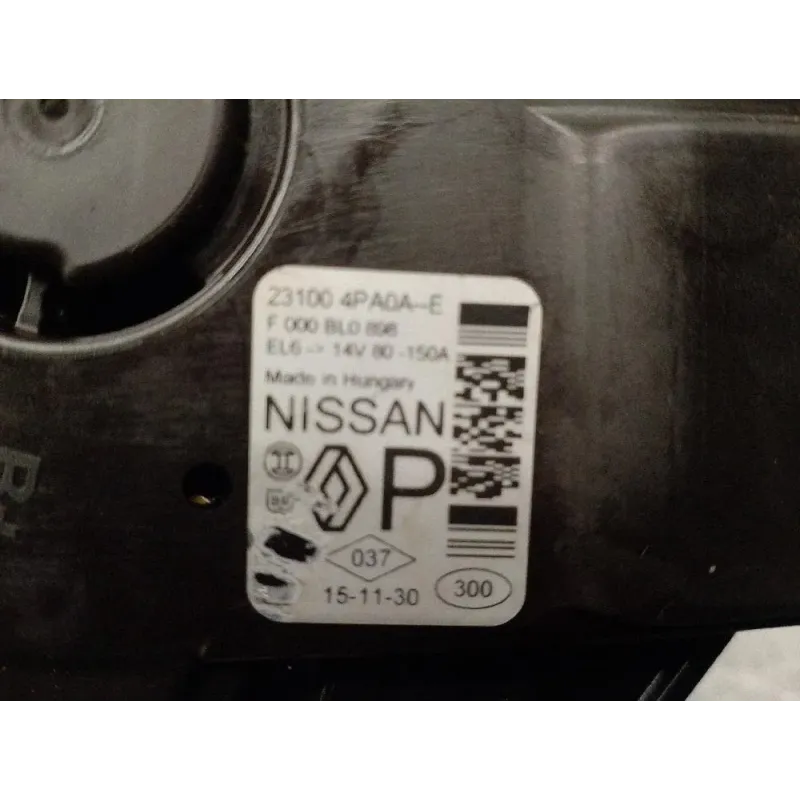 23100 4PA0A--E
F 000 BL0 898
EL6 -> 14V 80 -150A
Made in Hungary
NISSAN
P
037
15-11-30
300
B+